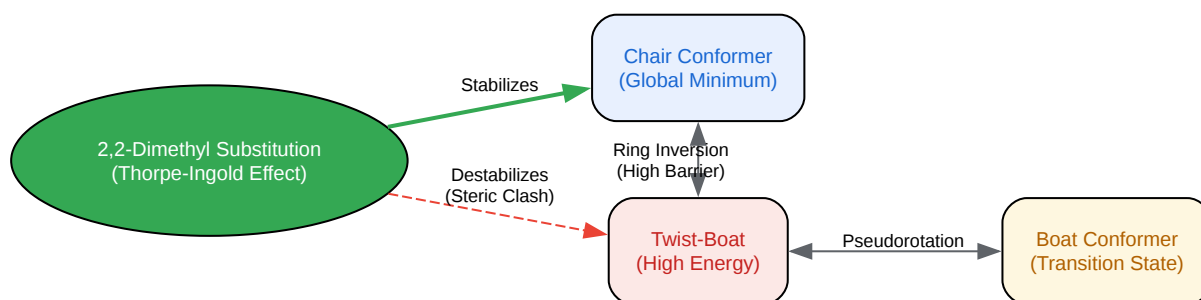 Chair Conformer
(Global Minimum)
Stabilizes
2,2-Dimethyl Substitution
(Thorpe-Ingold Effect)
Ring Inversion
(High Barrier)
Destabilizes
(Steric Clash)
Twist-Boat
(High Energy)
Pseudorotation
Boat Conformer
(Transition State)